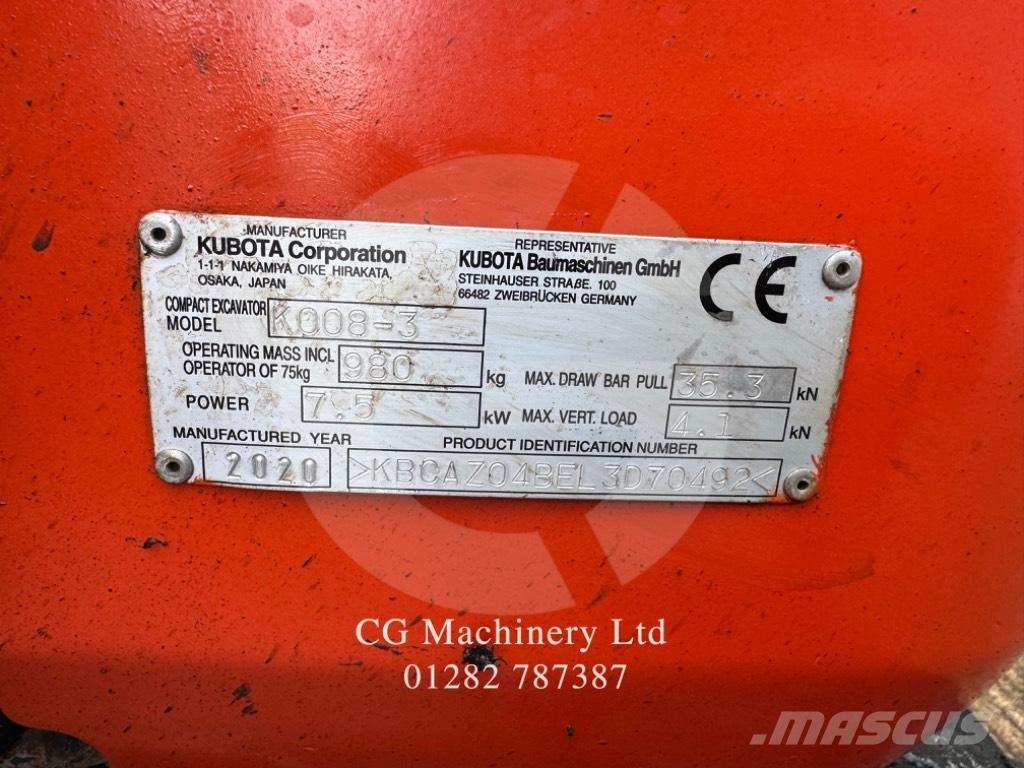 MANUFACTURER
KUBOTA Corporation
1-1-1 NAKAMIYA OIKE HIRAKATA,
OSAKA, JAPAN
REPRESENTATIVE
KUBOTA Baumaschinen GmbH
STEINHAUSER STRAßE. 100
66482 ZWEIBRÜCKEN GERMANY
CE
COMPACT EXCAVATOR
MODEL K008-3
OPERATING MASS INCL
OPERATOR OF 75kg 980 kg
MAX. DRAW BAR PULL 35.3 kN
POWER 7.5 kW
MAX. VERT. LOAD 4.1 kN
MANUFACTURED YEAR
2020
PRODUCT IDENTIFICATION NUMBER
>KBCAZ04BEL3D70492<
CG Machinery Ltd
01282 787387
MASCUS